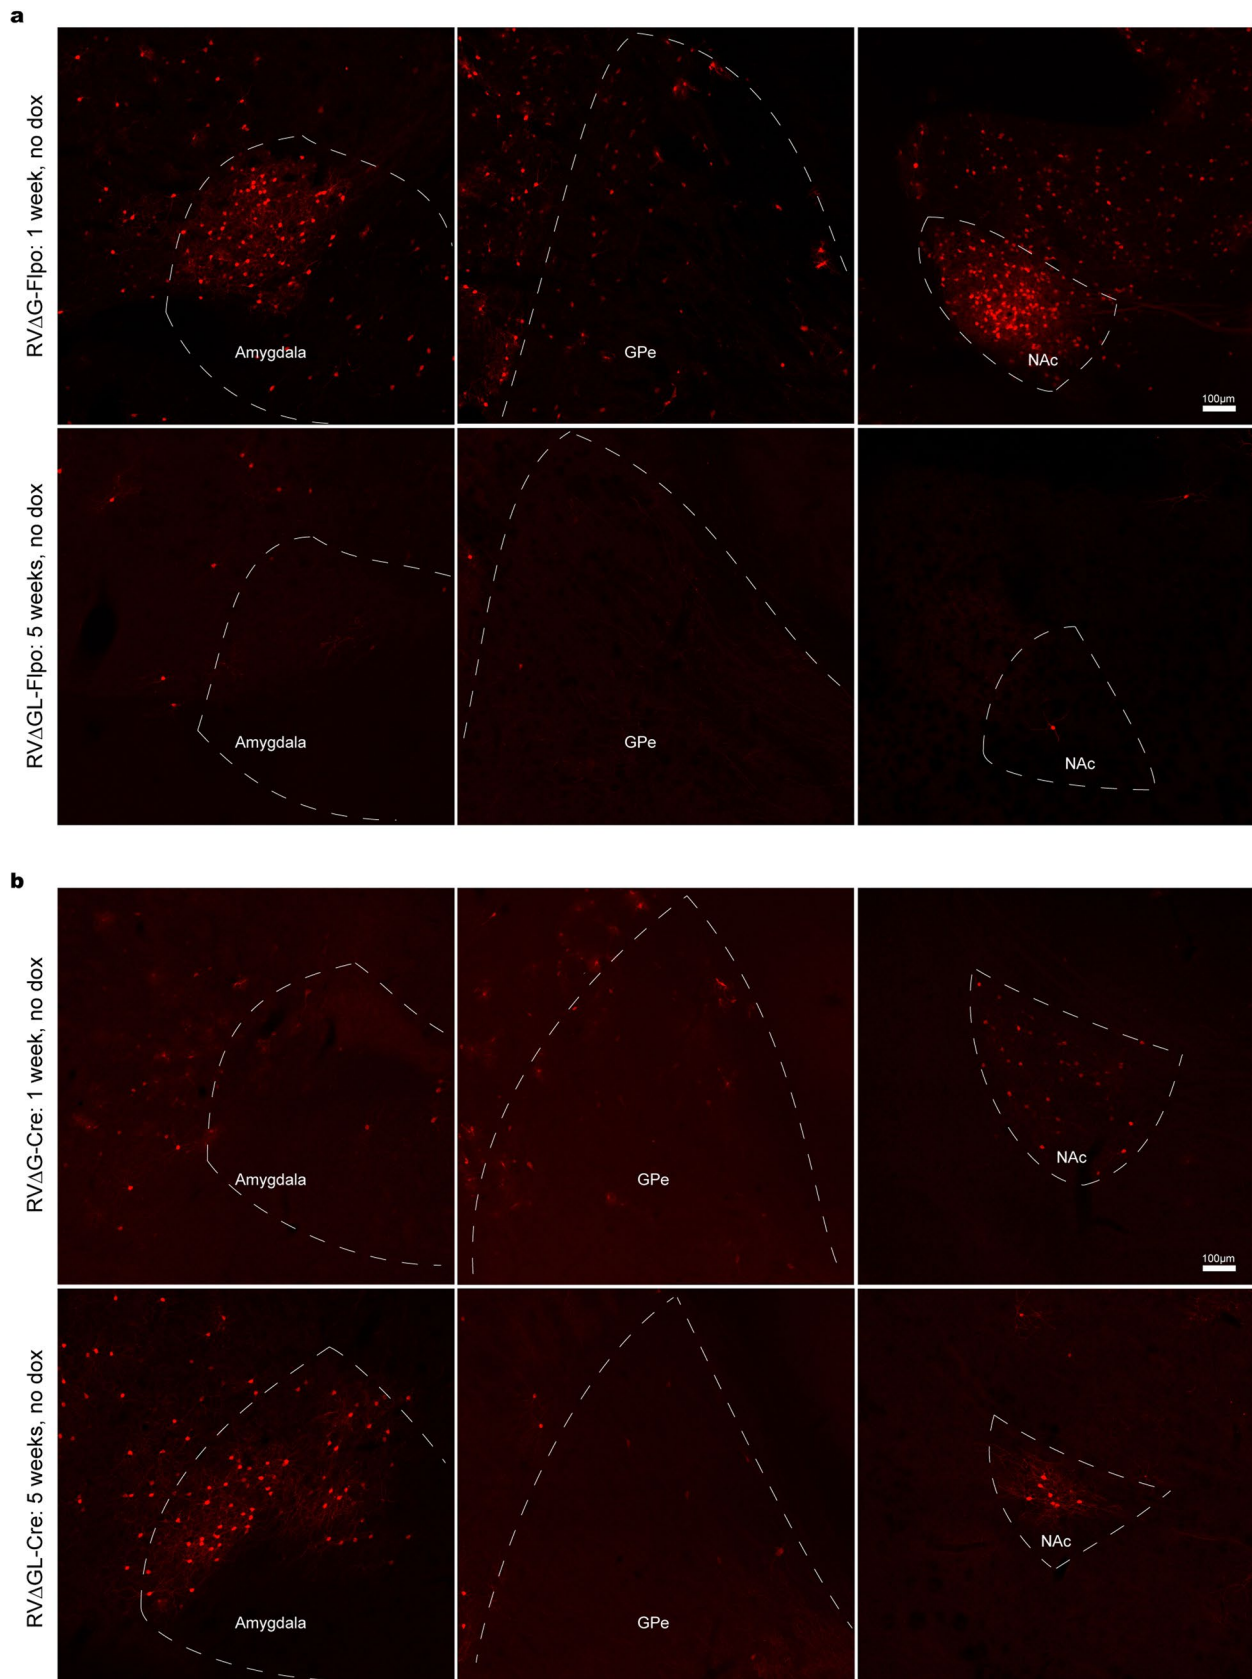 a
RVΔG-Flpo: 1 week, no dox
Amygdala
GPe
NAc
100µm
RVΔGL-Flpo: 5 weeks, no dox
Amygdala
GPe
NAc
b
RVΔG-Cre: 1 week, no dox
Amygdala
GPe
NAc
100µm
RVΔGL-Cre: 5 weeks, no dox
Amygdala
GPe
NAc